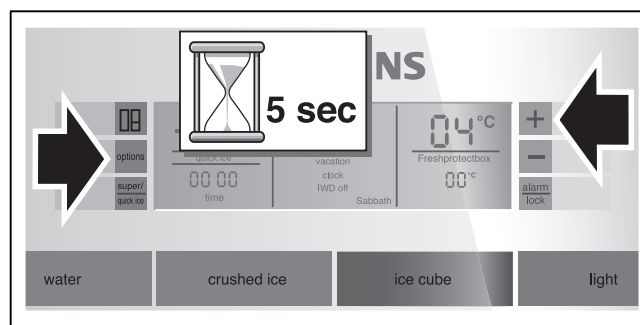 NS
5 sec
options
super/
quick ice
quick ice
00 00
time
vacation
clock
IWD off
Sabbath
04 °C
Freshprotectbox
00 °C
+
−
alarm
lock
water
crushed ice
ice cube
light